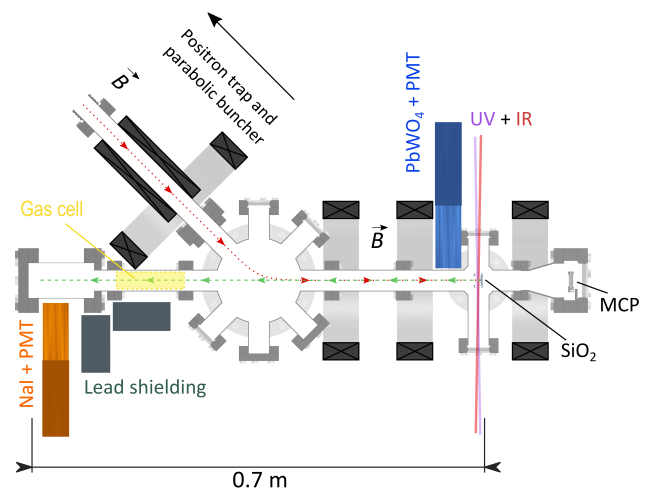 Positron trap and
parabolic buncher
B
PbWO4 + PMT
UV + IR
Gas cell
B
MCP
SiO2
NaI + PMT
Lead shielding
0.7 m